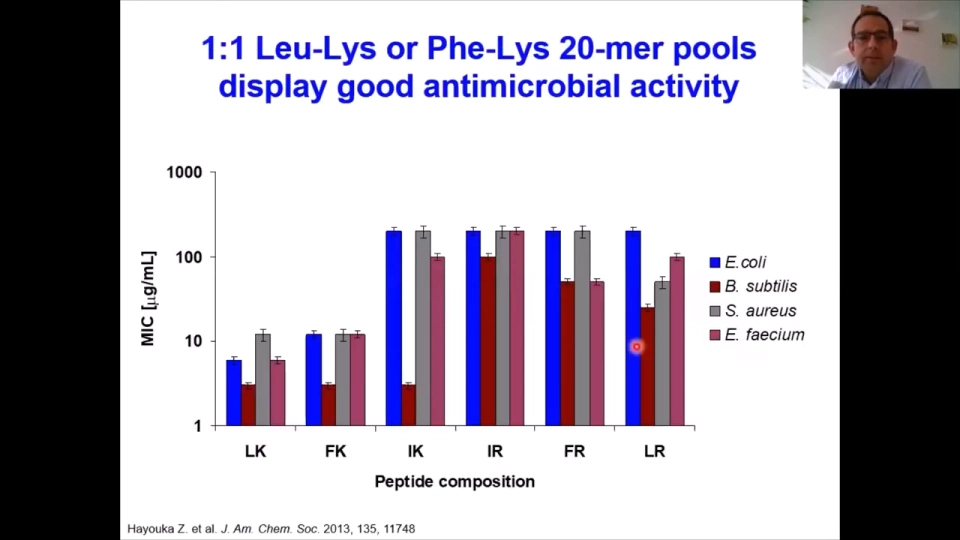 1:1 Leu-Lys or Phe-Lys 20-mer pools
display good antimicrobial activity
1000
100
10
1
MIC [µg/mL]
LK FK IK IR FR LR
Peptide composition
E.coli
B. subtilis
S. aureus
E. faecium
Hayouka Z. et al. J. Am. Chem. Soc. 2013, 135, 11748